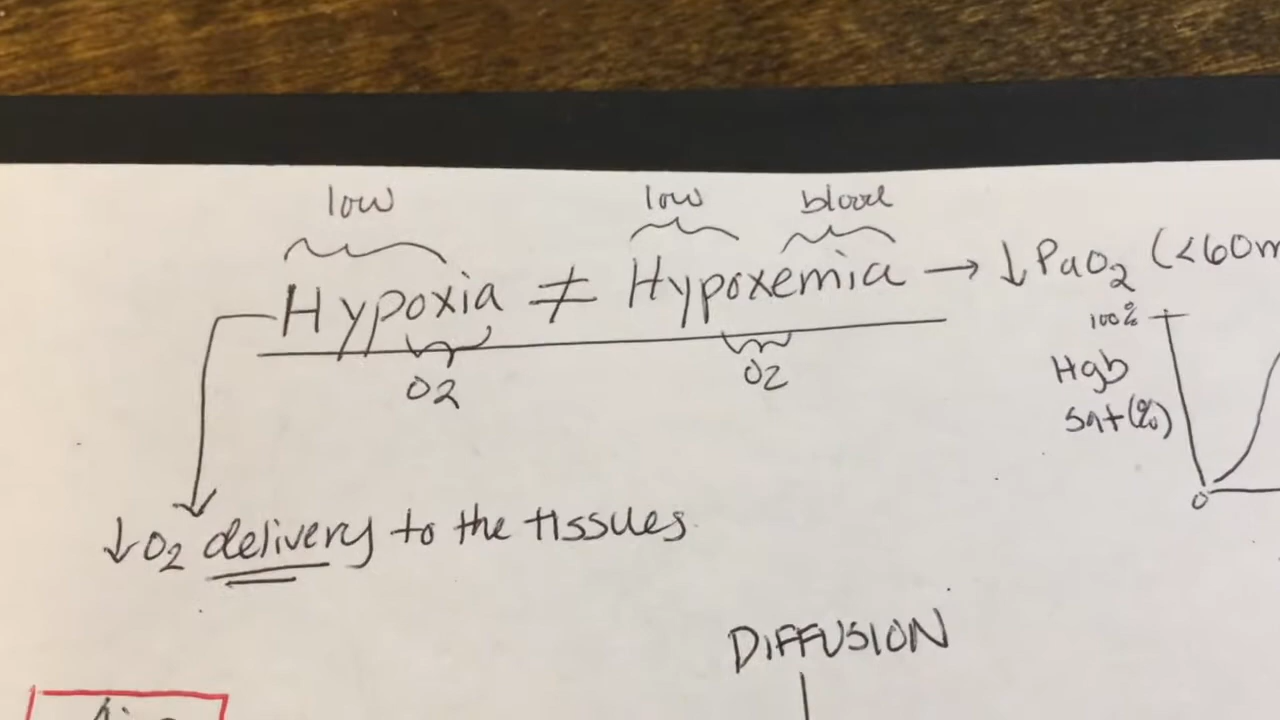 low low blood
Hypoxia ≠ Hypoxemia → ↓ PaO2 (<60m
O2 O2
100%
Hgb
Sat (%)
0
↓ O2 delivery to the tissues
DIFFUSION